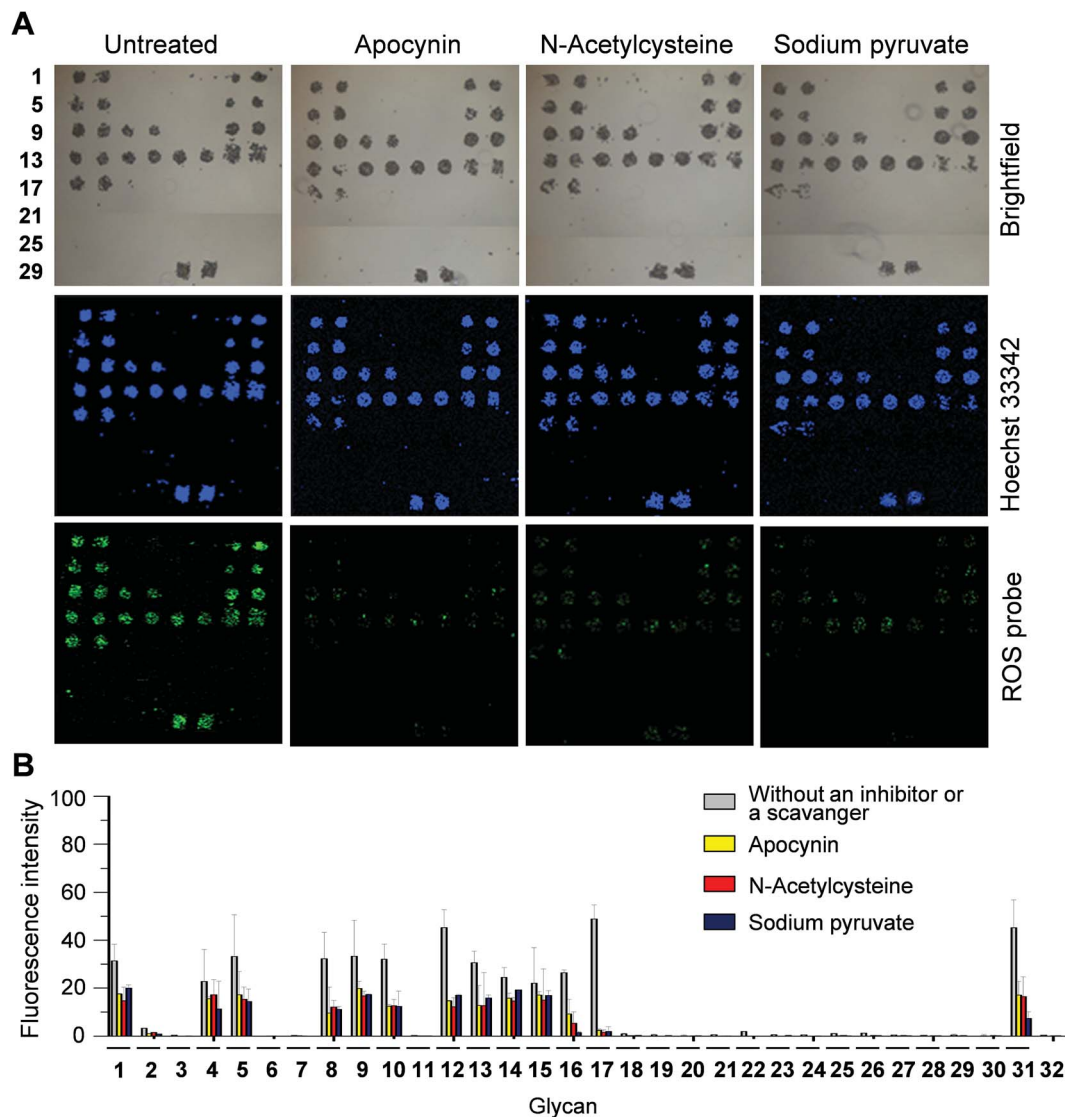 A
Untreated Apocynin N-Acetylcysteine Sodium pyruvate
1
5
9
13
17
21
25
29
Brightfield
Hoechst 33342
ROS probe
B
Fluorescence intensity
100
80
60
40
20
0
Without an inhibitor or
a scavanger
Apocynin
N-Acetylcysteine
Sodium pyruvate
1 2 3 4 5 6 7 8 9 10 11 12 13 14 15 16 17 18 19 20 21 22 23 24 25 26 27 28 29 30 31 32
Glycan